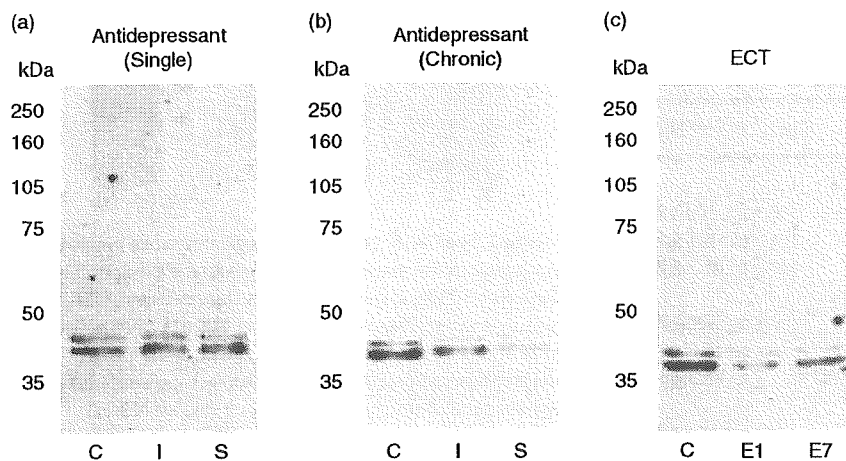 (a)
Antidepressant
(Single)
kDa
250
160
105
75
50
35
C I S
(b)
Antidepressant
(Chronic)
kDa
250
160
105
75
50
35
C I S
(c)
ECT
kDa
250
160
105
75
50
35
C E1 E7